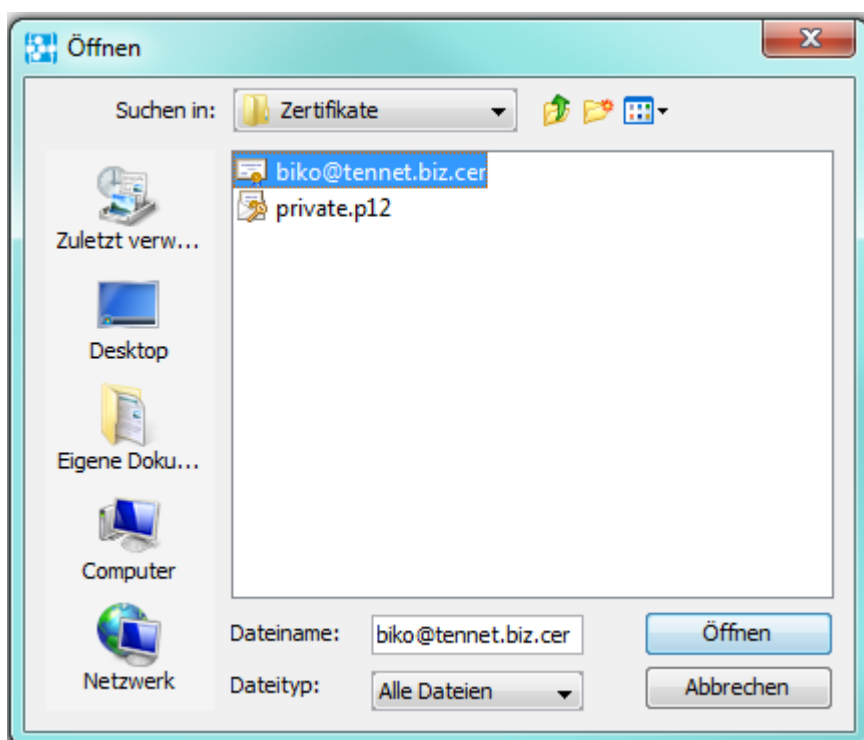 Öffnen
Suchen in:
Zertifikate
biko@tennet.biz.cer
private.p12
Zuletzt verw...
Desktop
Eigene Doku...
Computer
Netzwerk
Dateiname:
biko@tennet.biz.cer
Öffnen
Dateityp:
Alle Dateien
Abbrechen